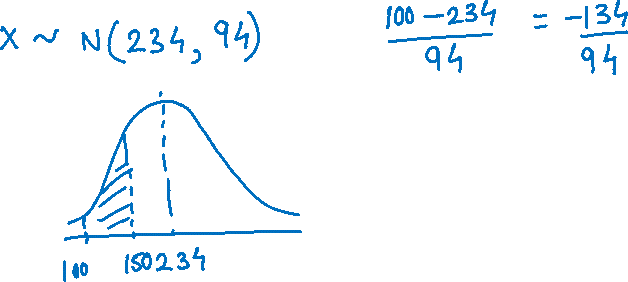 X ~ N(234, 94)
100 - 234 / 94 = -134 / 94
100 150 234